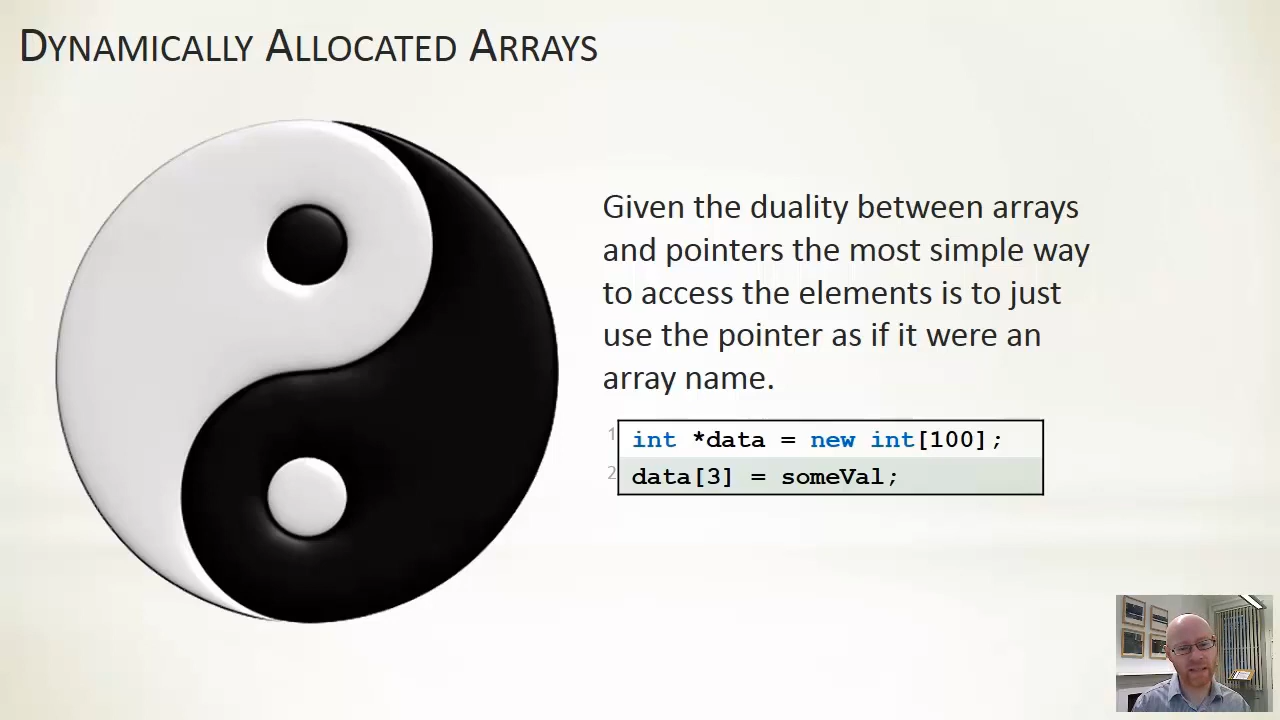 DYNAMICALLY ALLOCATED ARRAYS
Given the duality between arrays
and pointers the most simple way
to access the elements is to just
use the pointer as if it were an
array name.
1 int *data = new int[100];
2 data[3] = someVal;